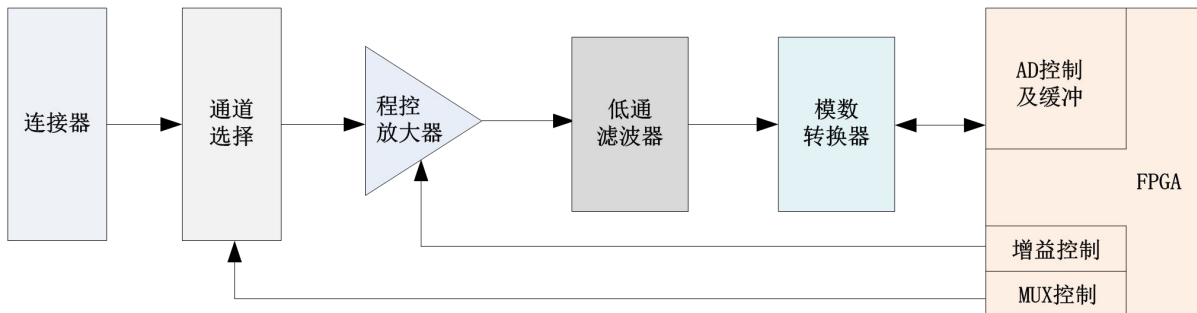 连接器
通道
选择
程控
放大器
低通
滤波器
模数
转换器
AD控制
及缓冲
FPGA
增益控制
MUX控制